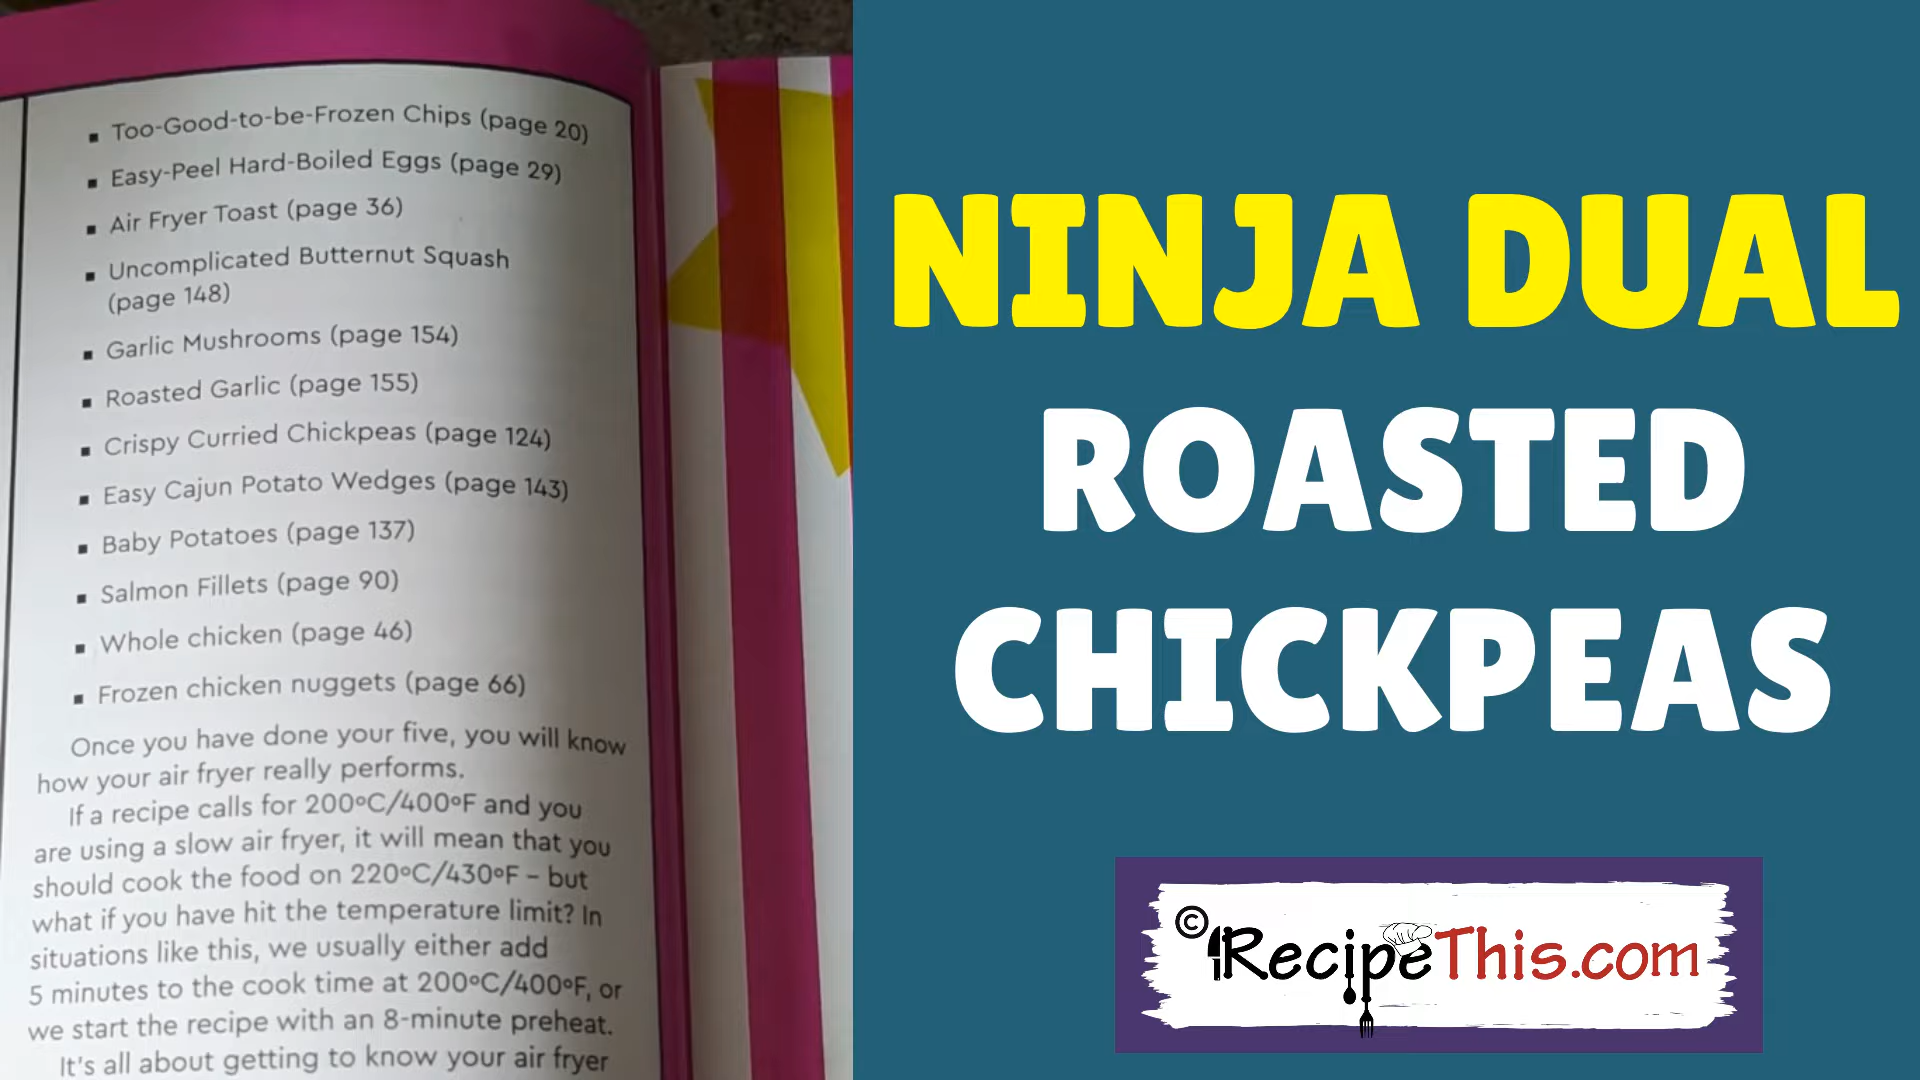 ▪ Too-Good-to-be-Frozen Chips (page 20)
▪ Easy-Peel Hard-Boiled Eggs (page 29)
▪ Air Fryer Toast (page 36)
▪ Uncomplicated Butternut Squash
(page 148)
▪ Garlic Mushrooms (page 154)
▪ Roasted Garlic (page 155)
▪ Crispy Curried Chickpeas (page 124)
▪ Easy Cajun Potato Wedges (page 143)
▪ Baby Potatoes (page 137)
▪ Salmon Fillets (page 90)
▪ Whole chicken (page 46)
▪ Frozen chicken nuggets (page 66)
Once you have done your five, you will know
how your air fryer really performs.
If a recipe calls for 200ºC/400ºF and you
are using a slow air fryer, it will mean that you
should cook the food on 220ºC/430ºF – but
what if you have hit the temperature limit? In
situations like this, we usually either add
5 minutes to the cook time at 200ºC/400ºF, or
we start the recipe with an 8-minute preheat.
It's all about getting to know your air fryer
NINJA DUAL
ROASTED
CHICKPEAS
© RecipeThis.com